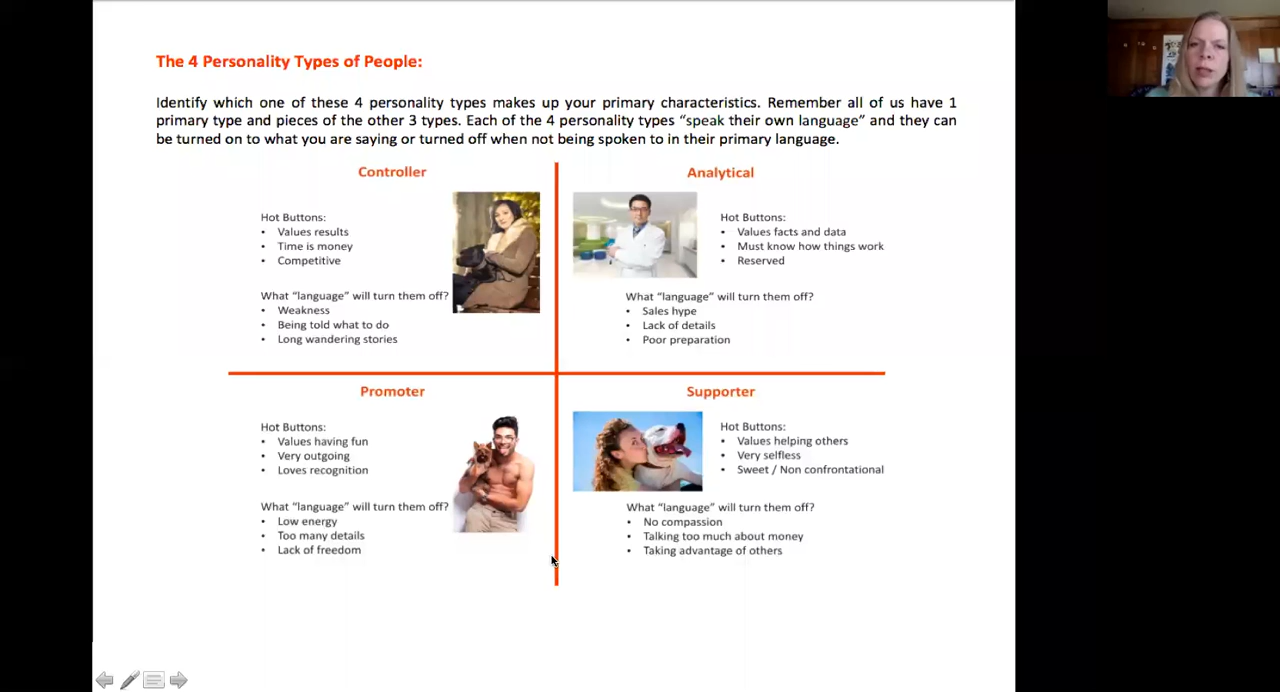 The 4 Personality Types of People:
Identify which one of these 4 personality types makes up your primary characteristics. Remember all of us have 1
primary type and pieces of the other 3 types. Each of the 4 personality types “speak their own language” and they can
be turned on to what you are saying or turned off when not being spoken to in their primary language.
Controller
Hot Buttons:
• Values results
• Time is money
• Competitive
What “language” will turn them off?
• Weakness
• Being told what to do
• Long wandering stories
Analytical
Hot Buttons:
• Values facts and data
• Must know how things work
• Reserved
What “language” will turn them off?
• Sales hype
• Lack of details
• Poor preparation
Promoter
Hot Buttons:
• Values having fun
• Very outgoing
• Loves recognition
What “language” will turn them off?
• Low energy
• Too many details
• Lack of freedom
Supporter
Hot Buttons:
• Values helping others
• Very selfless
• Sweet / Non confrontational
What “language” will turn them off?
• No compassion
• Talking too much about money
• Taking advantage of others